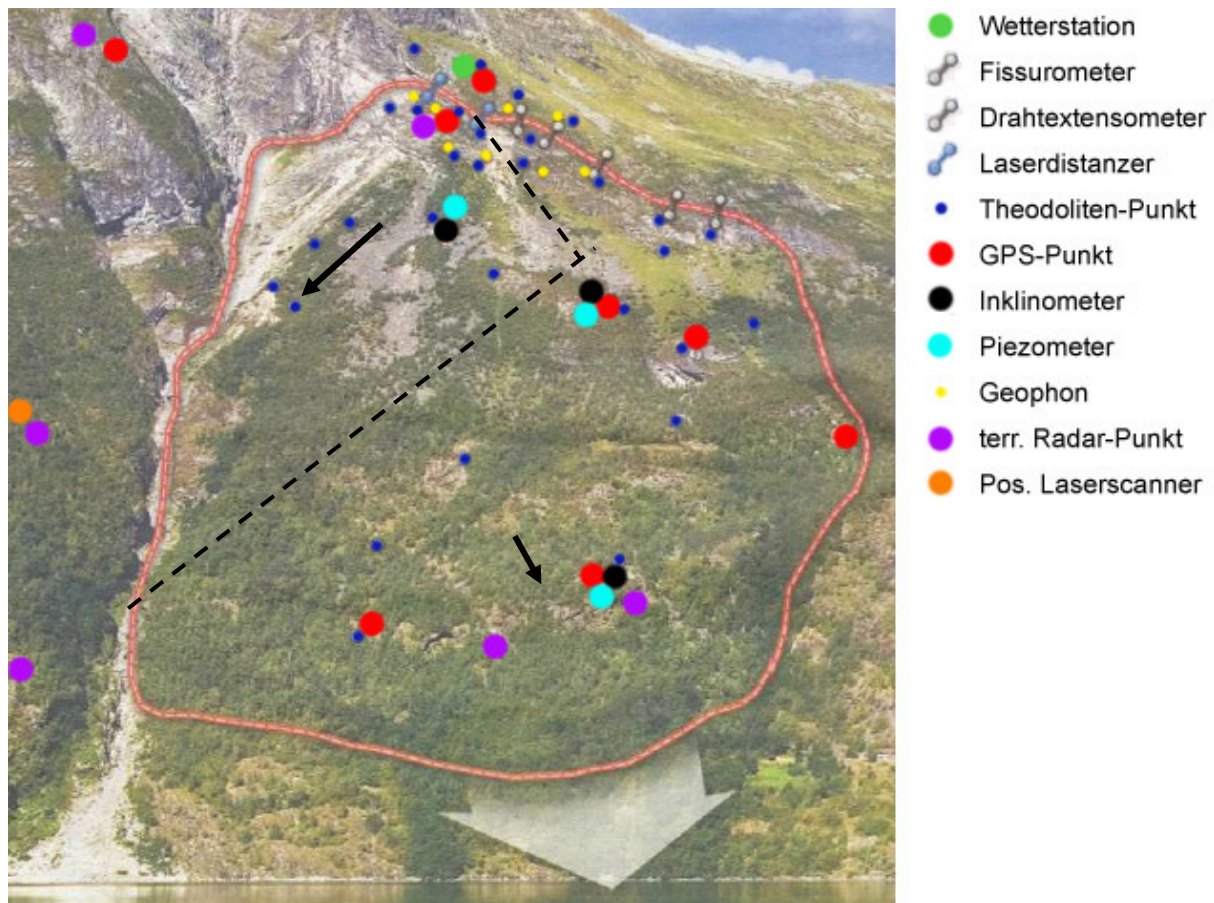 Wetterstation
Fissurometer
Drahtextensometer
Laserdistanzer
Theodoliten-Punkt
GPS-Punkt
Inklinometer
Piezometer
Geophon
terr. Radar-Punkt
Pos. Laserscanner